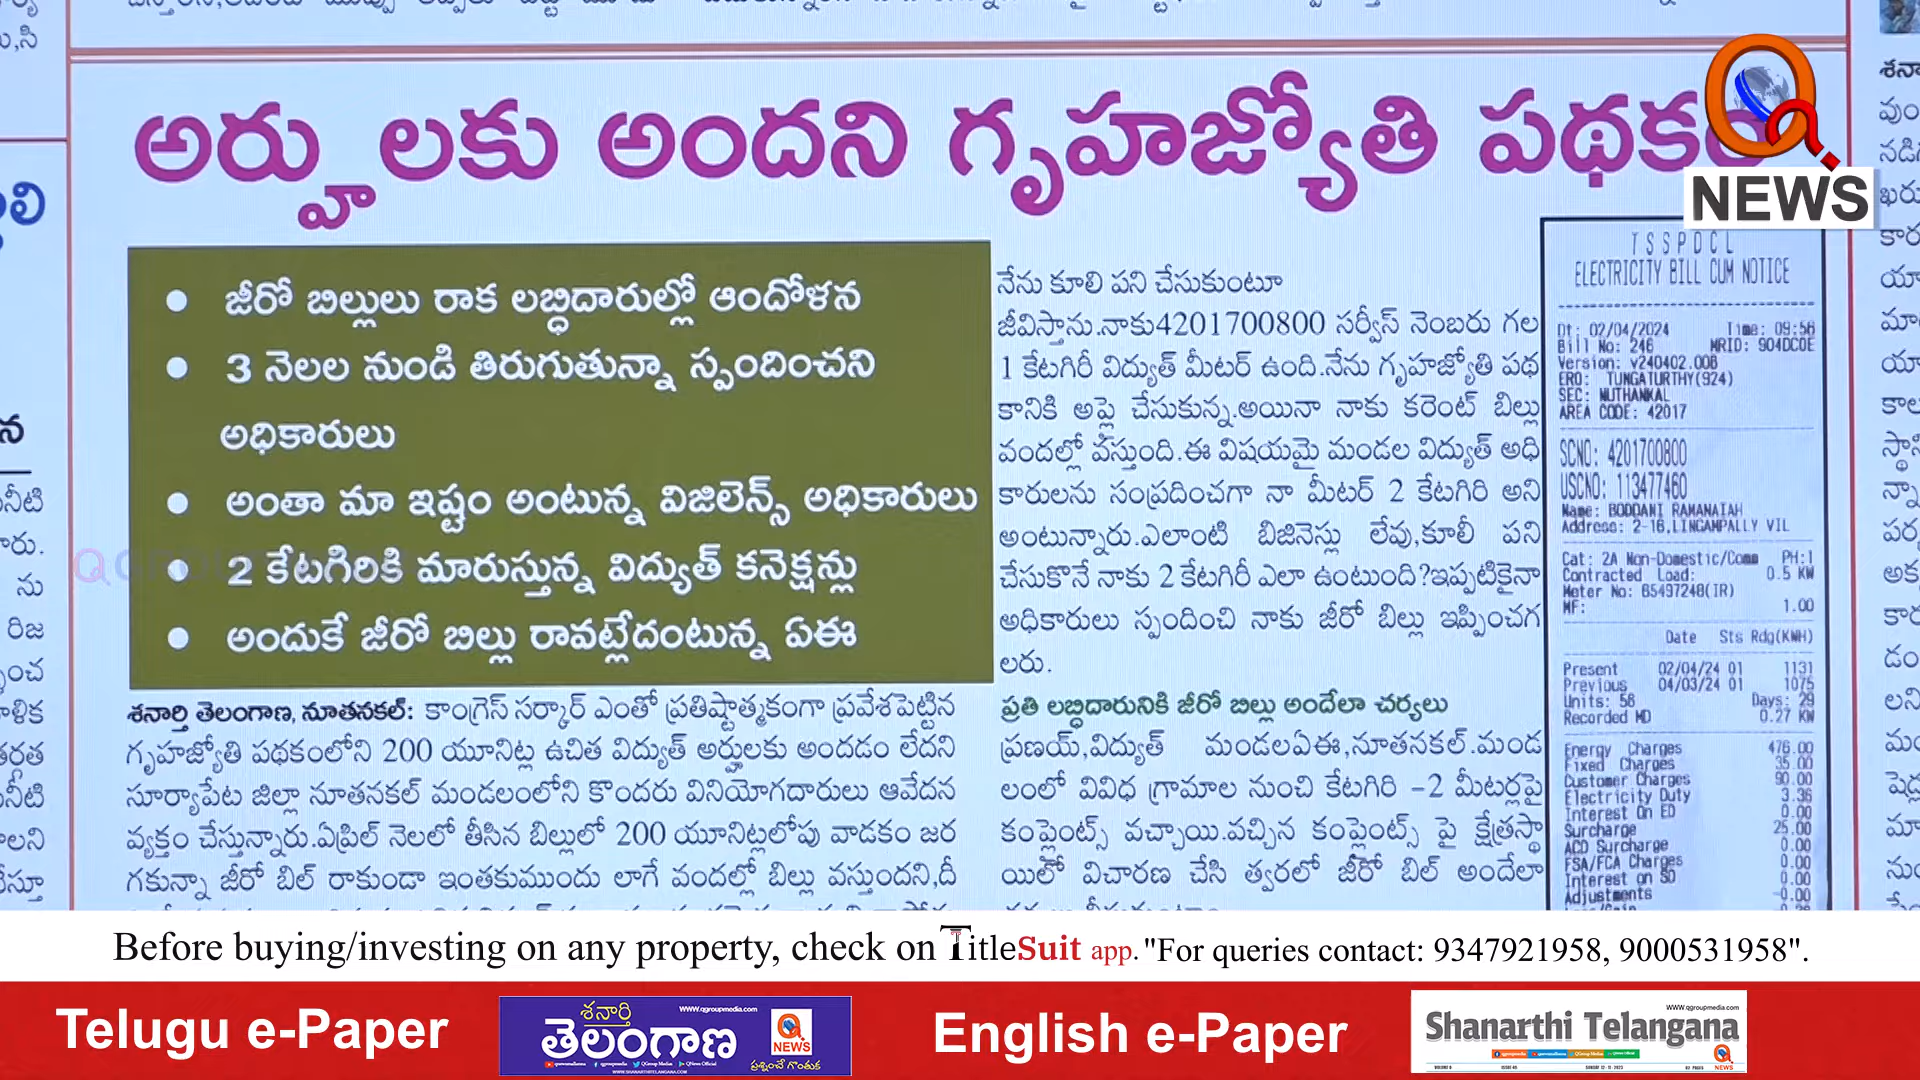 అర్హులకు అందని గృహజ్యోతి పథకం
NEWS
జీరో బిల్లులు రాక లబ్ధిదారుల్లో ఆందోళన
3 నెలల నుండి తిరుగుతున్నా స్పందించని
అధికారులు
అంతా మా ఇష్టం అంటున్న విజిలెన్స్ అధికారులు
2 కేటగిరికి మారుస్తున్న విద్యుత్ కనెక్షన్లు
అందుకే జీరో బిల్లు రావట్లేదంటున్న ఏఈ
శనార్తి తెలంగాణ, నూతనకల్: కాంగ్రెస్ సర్కార్ ఎంతో ప్రతిష్టాత్మకంగా ప్రవేశపెట్టిన
గృహజ్యోతి పథకంలోని 200 యూనిట్ల ఉచిత విద్యుత్ అర్హులకు అందడం లేదని
సూర్యాపేట జిల్లా నూతనకల్ మండలంలోని కొందరు వినియోగదారులు ఆవేదన
వ్యక్తం చేస్తున్నారు.ఏప్రిల్ నెలలో తీసిన బిల్లులో 200 యూనిట్లలోపు వాడకం జర
గకున్నా జీరో బిల్ రాకుండా ఇంతకుముందు లాగే వందల్లో బిల్లు వస్తుందని,దీ
నేను కూలి పని చేసుకుంటూ
జీవిస్తాను.నాకు4201700800 సర్వీస్ నెంబరు గల
1 కేటగిరీ విద్యుత్ మీటర్ ఉంది.నేను గృహజ్యోతి పథ
కానికి అప్లై చేసుకున్న.అయినా నాకు కరెంట్ బిల్లు
వందల్లో వస్తుంది.ఈ విషయమై మండల విద్యుత్ అధి
కారులను సంప్రదించగా నా మీటర్ 2 కేటగిరి అని
అంటున్నారు.ఎలాంటి బిజినెస్లు లేవు,కూలీ పని
చేసుకొనే నాకు 2 కేటగిరీ ఎలా ఉంటుంది?ఇప్పటికైనా
అధికారులు స్పందించి నాకు జీరో బిల్లు ఇప్పించగ
లరు.
ప్రతి లబ్ధిదారునికి జీరో బిల్లు అందేలా చర్యలు
ప్రణయ్,విద్యుత్ మండలఏఈ,నూతనకల్.మండ
లంలో వివిధ గ్రామాల నుంచి కేటగిరి -2 మీటర్లపై
కంప్లైంట్స్ వచ్చాయి.వచ్చిన కంప్లైంట్స్ పై క్షేత్రస్థా
యిలో విచారణ చేసి త్వరలో జీరో బిల్ అందేలా
TSSPDCL
ELECTRICITY BILL CUM NOTICE
Dt: 02/04/2024 Time: 09:56
Bill No: 246 MRID: 904DC0E
Version: v240402.00B
ERO: TUNGATURTHY(924)
SEC: NUTHANKAL
AREA CODE: 42017
SCNO: 4201700800
USCNO: 113477460
Name: BODDANI RAMANAIAH
Address: 2-16,LINGAMPALLY VIL
Cat: 2A Non-Domestic/Comm PH:1
Contracted Load: 0.5 KW
Meter No: 65497248(IR)
MF: 1.00
Date Sts Rdg(KWH)
Present 02/04/24 01 1131
Previous 04/03/24 01 1075
Units: 56 Days: 29
Recorded MD 0.27 KW
Energy Charges 476.00
Fixed Charges 35.00
Customer Charges 90.00
Electricity Duty 3.36
Interest On ED 0.00
Surcharge 25.00
ACD Surcharge 0.00
FSA/FCA Charges 0.00
Interest on SD 0.00
Adjustments -0.00
Before buying/investing on any property, check on TitleSuit app."For queries contact: 9347921958, 9000531958".
Telugu e-Paper
శనార్తి
తెలంగాణ
www.qgroupmedia.com
NEWS
ప్రశ్నించే గొంతుక
English e-Paper
www.qgroupmedia.com
Shanarthi Telangana
NEWS